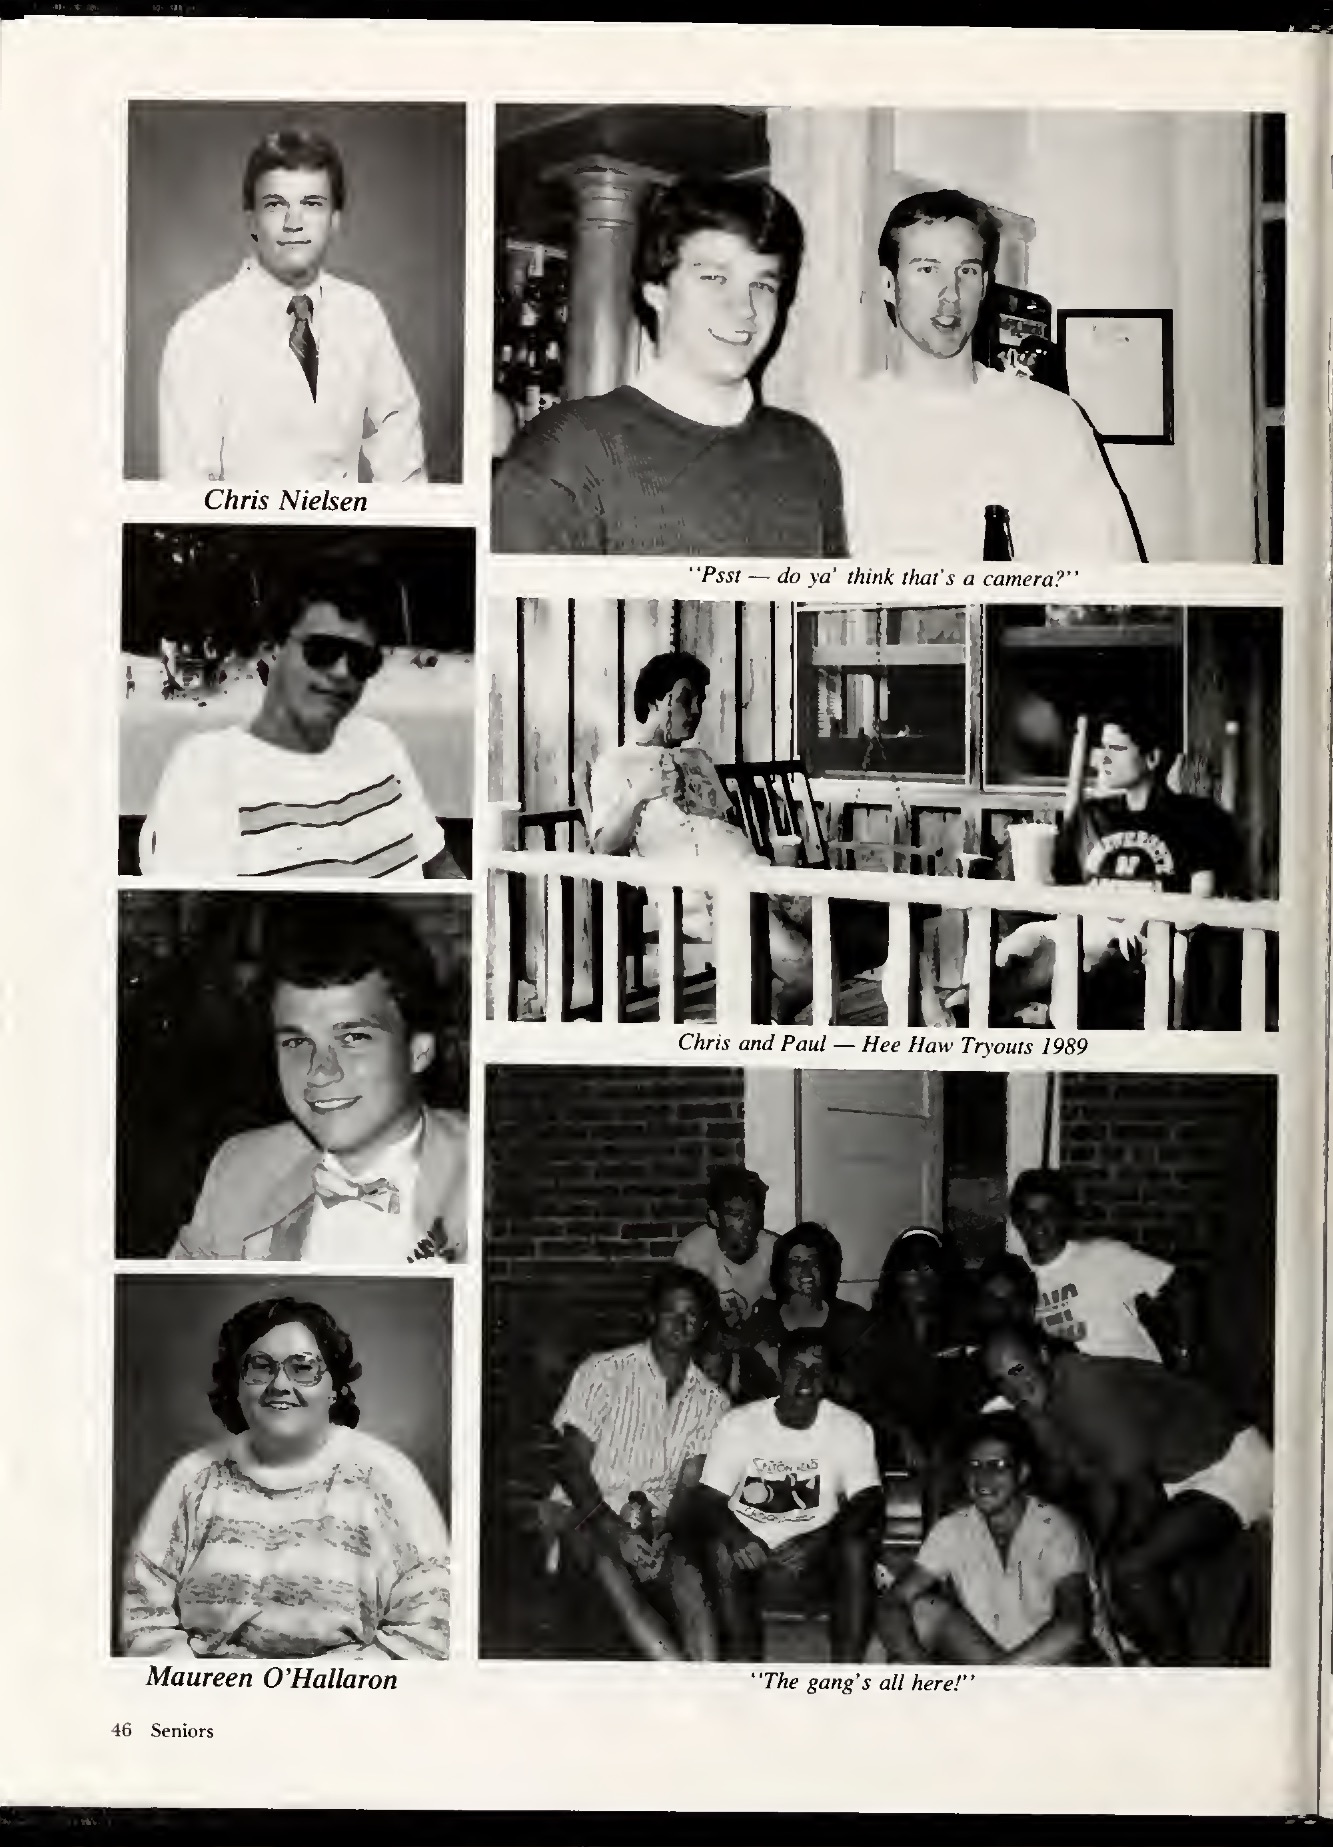 Chris Nielsen
"Psst — do ya' think that's a camera?"
Chris and Paul — Hee Haw Tryouts 1989
Maureen O'Hallaron
"The gang's all here!"
46 Seniors